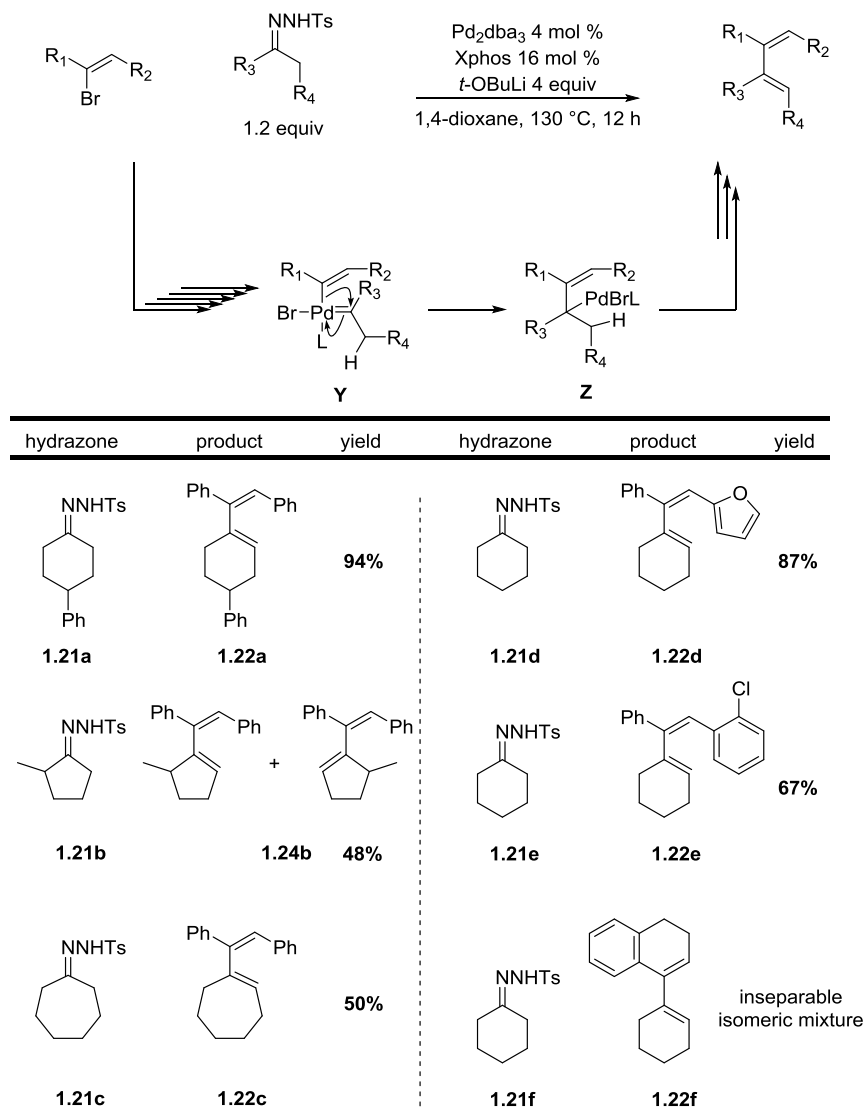 NNHTs
Pd2dba3 4 mol %
R1
R2
Br
R3
R4
Xphos 16 mol %
t-OBuLi 4 equiv
1.2 equiv
1,4-dioxane, 130 °C, 12 h
R1
R2
R3
R4
R1
R2
R3
Br
Pd
L
R4
H
Y
R1
R2
PdBrL
R3
H
R4
Z
hydrazone product yield hydrazone product yield
NNHTs
Ph
Ph
Ph
Ph
94%
1.21a 1.22a
NNHTs
Ph
O
87%
1.21d 1.22d
NNHTs
Ph
Ph
+
Ph
Ph
1.21b 1.24b 48%
NNHTs
Ph
Cl
67%
1.21e 1.22e
NNHTs
Ph
Ph
50%
1.21c 1.22c
NNHTs
inseparable
isomeric mixture
1.21f 1.22f